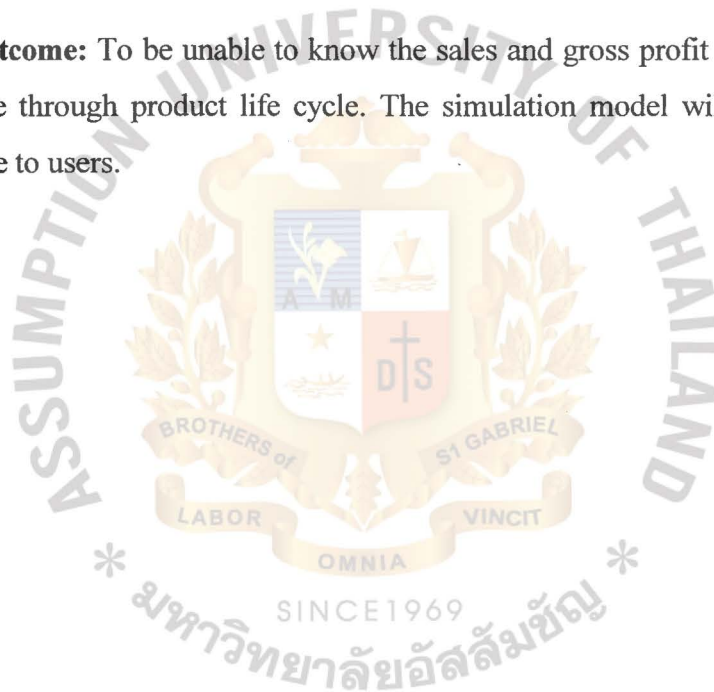 tcome: To be unable to know the sales and gross profit
e through product life cycle. The simulation model wi
e to users.
ASSUMPTION UNIVERSITY OF THAILAND
A M
D S
BROTHERS of ST GABRIEL
LABOR
OMNIA
VINCIT
SINCE1969
* มหาวิทยาลัยอัสสัมชัญ *